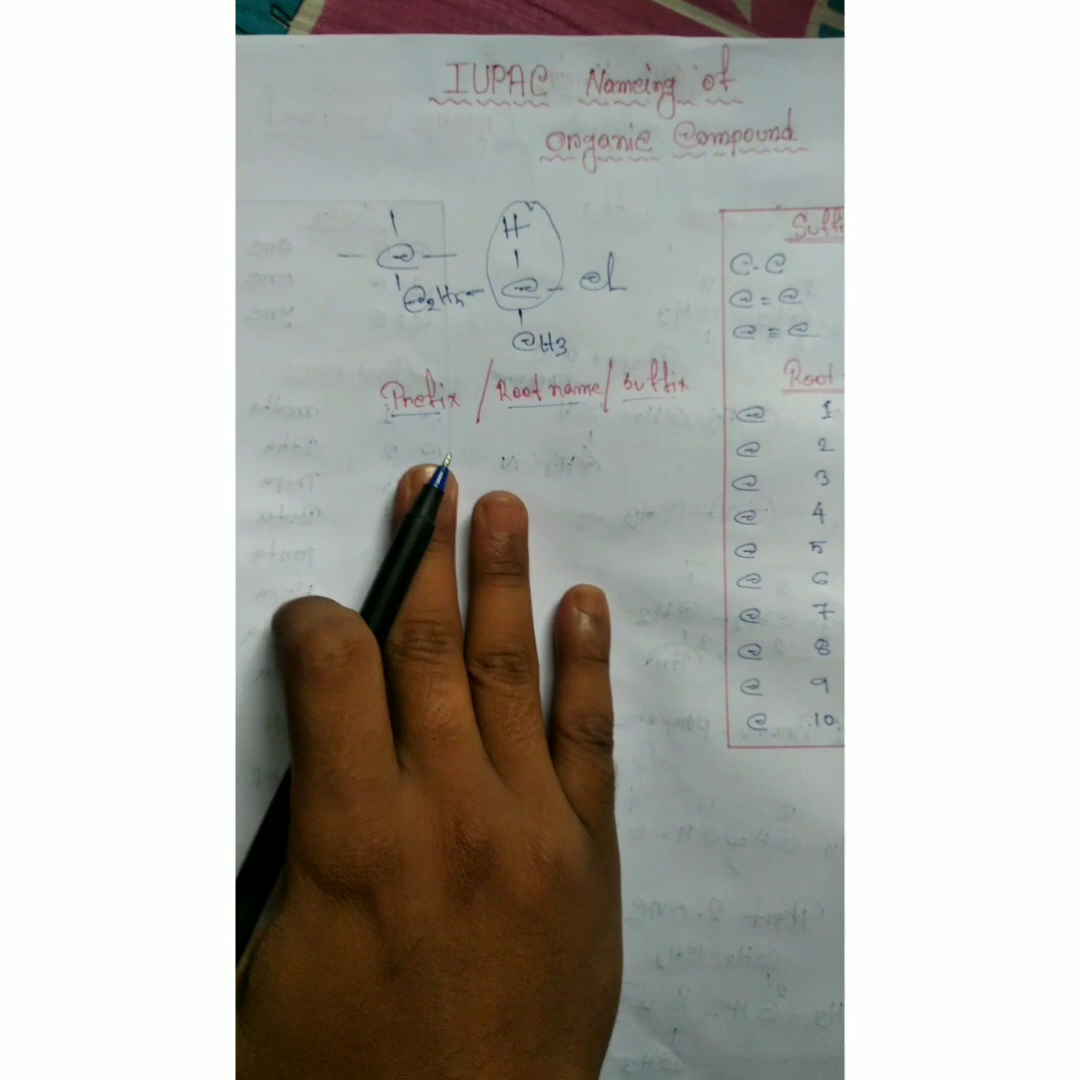 IUPAC Nameing of
Organic Compound
H
C
C2H5- C - Cl
CH3
Prefix / Root name / Suffix
Suff
C-C
C=C
C≡C
Root
C 1
C 2
C 3
C 4
C 5
C 6
C 7
C 8
C 9
C 10